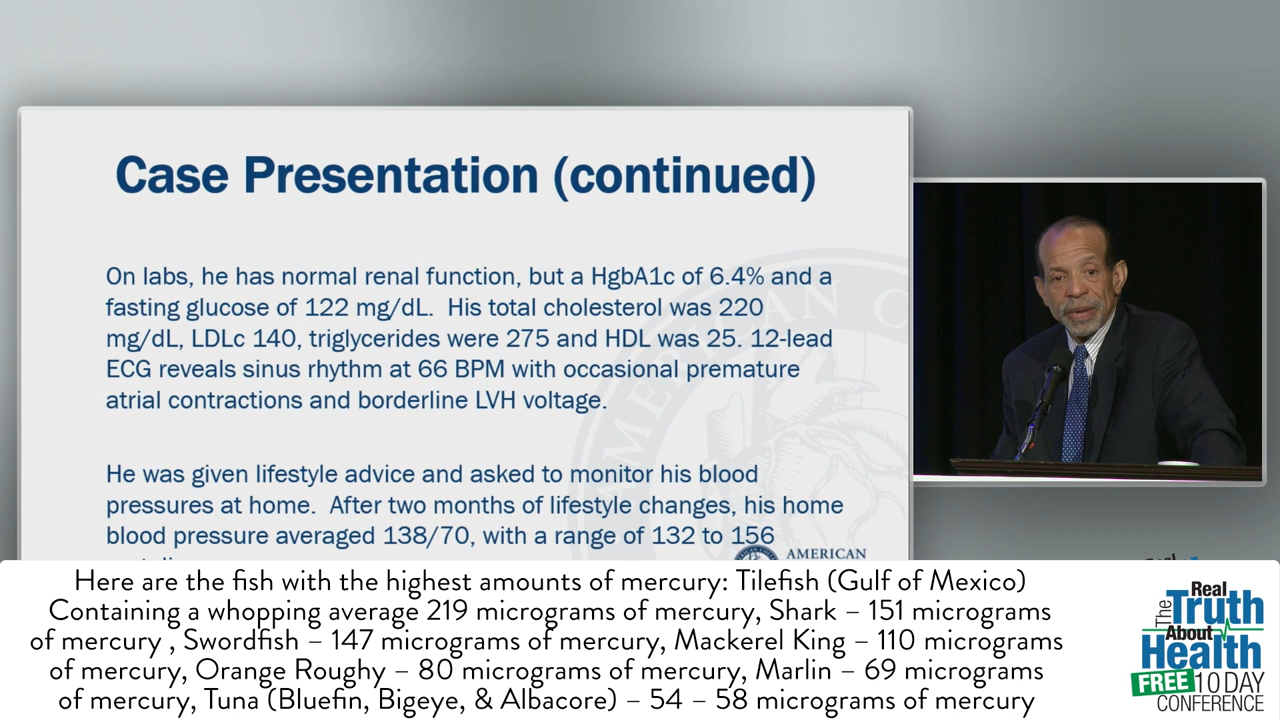 Case Presentation (continued)
On labs, he has normal renal function, but a HgbA1c of 6.4% and a
fasting glucose of 122 mg/dL.  His total cholesterol was 220
mg/dL, LDLc 140, triglycerides were 275 and HDL was 25. 12-lead
ECG reveals sinus rhythm at 66 BPM with occasional premature
atrial contractions and borderline LVH voltage.
He was given lifestyle advice and asked to monitor his blood
pressures at home.  After two months of lifestyle changes, his home
blood pressure averaged 138/70, with a range of 132 to 156
AMERICAN
AMERICAN C
Here are the fish with the highest amounts of mercury: Tilefish (Gulf of Mexico)
Containing a whopping average 219 micrograms of mercury, Shark – 151 micrograms
of mercury , Swordfish – 147 micrograms of mercury, Mackerel King – 110 micrograms
of mercury, Orange Roughy – 80 micrograms of mercury, Marlin – 69 micrograms
of mercury, Tuna (Bluefin, Bigeye, & Albacore) – 54 – 58 micrograms of mercury
The Real
Truth
About
Health
FREE 10 DAY
CONFERENCE